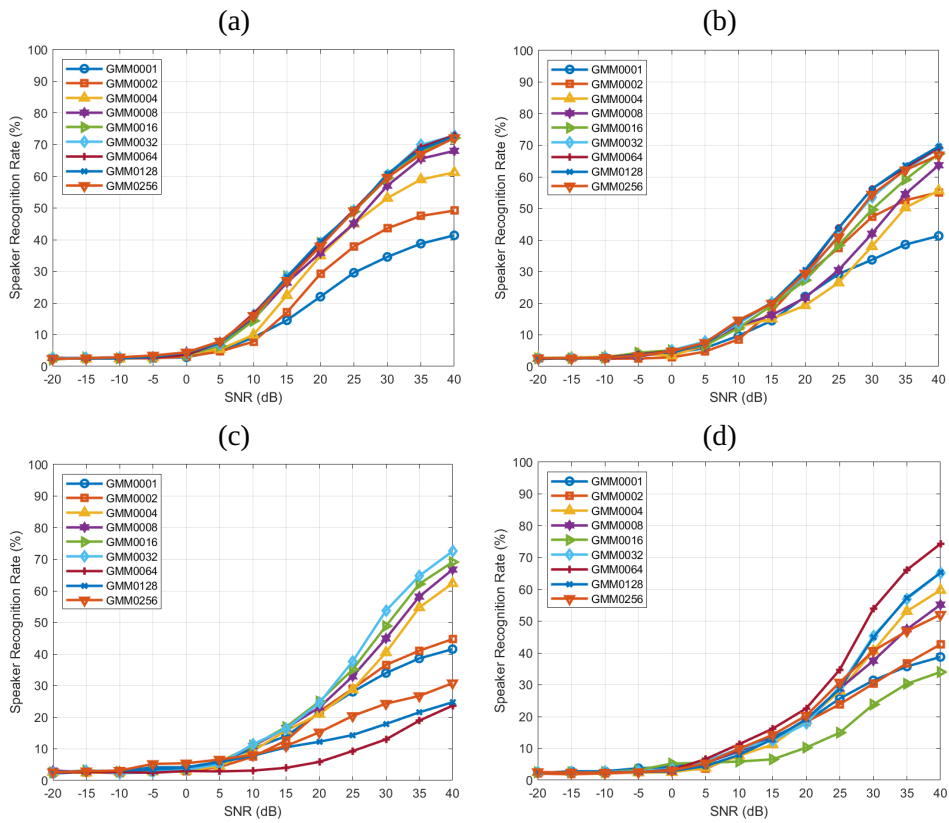 (a)
100
90
80
70
60
50
40
30
20
10
0
Speaker Recognition Rate (%)
GMM0001
GMM0002
GMM0004
GMM0008
GMM0016
GMM0032
GMM0064
GMM0128
GMM0256
-20 -15 -10 -5 0 5 10 15 20 25 30 35 40
SNR (dB)
(b)
100
90
80
70
60
50
40
30
20
10
0
Speaker Recognition Rate (%)
GMM0001
GMM0002
GMM0004
GMM0008
GMM0016
GMM0032
GMM0064
GMM0128
GMM0256
-20 -15 -10 -5 0 5 10 15 20 25 30 35 40
SNR (dB)
(c)
100
90
80
70
60
50
40
30
20
10
0
Speaker Recognition Rate (%)
GMM0001
GMM0002
GMM0004
GMM0008
GMM0016
GMM0032
GMM0064
GMM0128
GMM0256
-20 -15 -10 -5 0 5 10 15 20 25 30 35 40
SNR (dB)
(d)
100
90
80
70
60
50
40
30
20
10
0
Speaker Recognition Rate (%)
GMM0001
GMM0002
GMM0004
GMM0008
GMM0016
GMM0032
GMM0064
GMM0128
GMM0256
-20 -15 -10 -5 0 5 10 15 20 25 30 35 40
SNR (dB)